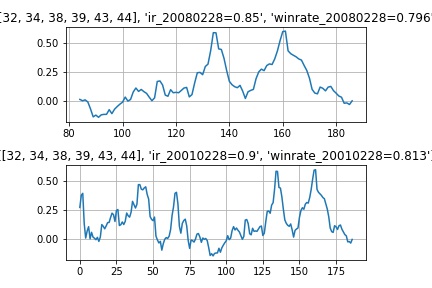 [32, 34, 38, 39, 43, 44], 'ir_20080228=0.85', 'winrate_20080228=0.796'
0.50
0.25
0.00
80 100 120 140 160 180
[[32, 34, 38, 39, 43, 44], 'ir_20010228=0.9', 'winrate_20010228=0.813']
0.50
0.25
0.00
0 25 50 75 100 125 150 175